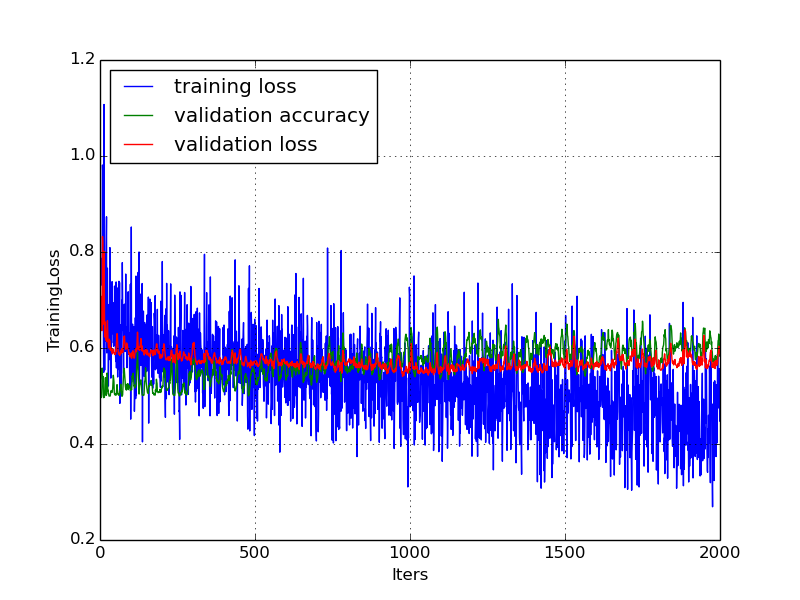 1.2
training loss
validation accuracy
validation loss
1.0
0.8
0.6
0.4
0.2
TrainingLoss
0 500 1000 1500 2000
Iters